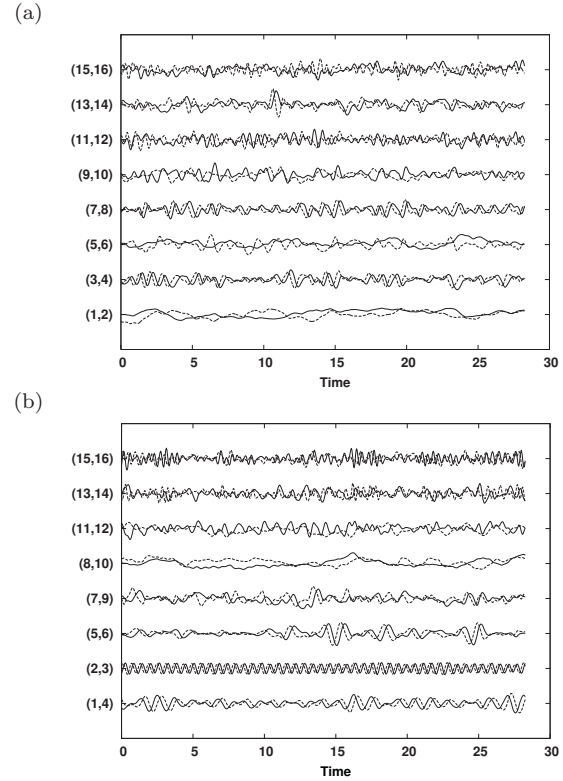 (a)
(15,16)
(13,14)
(11,12)
(9,10)
(7,8)
(5,6)
(3,4)
(1,2)
0 5 10 15 20 25 30
Time
(b)
(15,16)
(13,14)
(11,12)
(8,10)
(7,9)
(5,6)
(2,3)
(1,4)
0 5 10 15 20 25 30
Time